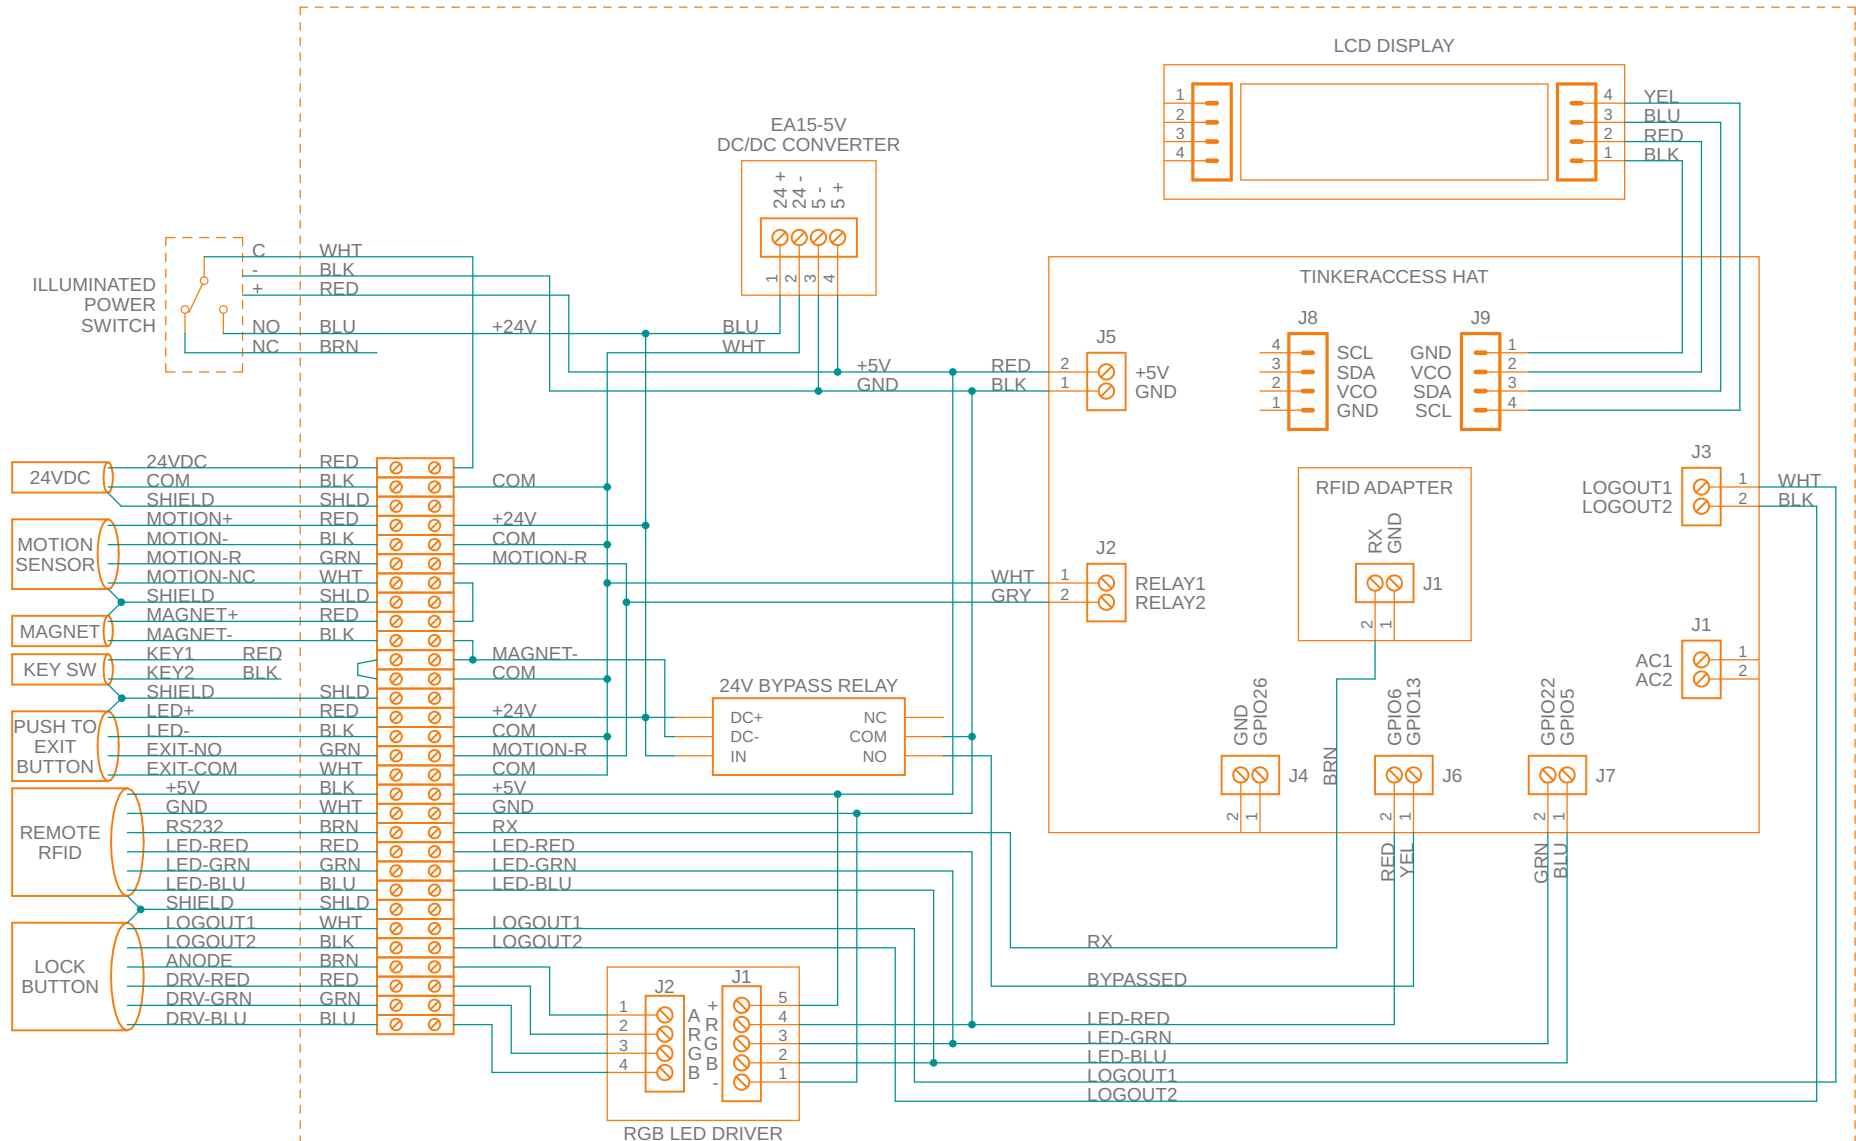 LCD DISPLAY
1
2
3
4
4 YEL
3 BLU
2 RED
1 BLK
EA15-5V
DC/DC CONVERTER
24 +
24 -
5 -
5 +
1
2
3
4
ILLUMINATED
POWER
SWITCH
C WHT
- BLK
+ RED
NO BLU +24V BLU
NC BRN WHT
+5V RED
GND BLK
TINKERACCESS HAT
J5
2 +5V
1 GND
J8
4 SCL
3 SDA
2 VCO
1 GND
J9
GND 1
VCO 2
SDA 3
SCL 4
J3
LOGOUT1 1 WHT
LOGOUT2 2 BLK
RFID ADAPTER
RX
GND
J1
2
1
J2
WHT 1 RELAY1
GRY 2 RELAY2
J1
AC1 1
AC2 2
GND
GPIO26
J4
2
1
BRN
GPIO6
GPIO13
J6
2
1
RED
YEL
GPIO22
GPIO5
J7
2
1
GRN
BLU
24VDC
24VDC RED
COM BLK COM
SHIELD SHLD
MOTION
SENSOR
MOTION+ RED +24V
MOTION- BLK COM
MOTION-R GRN MOTION-R
MOTION-NC WHT
SHIELD SHLD
MAGNET
MAGNET+ RED
MAGNET- BLK
KEY SW
KEY1 RED MAGNET-
KEY2 BLK COM
SHIELD SHLD
PUSH TO
EXIT
BUTTON
LED+ RED +24V
LED- BLK COM
EXIT-NO GRN MOTION-R
EXIT-COM WHT COM
24V BYPASS RELAY
DC+ NC
DC- COM
IN NO
REMOTE
RFID
+5V BLK +5V
GND WHT GND
RS232 BRN RX
LED-RED RED LED-RED
LED-GRN GRN LED-GRN
LED-BLU BLU LED-BLU
SHIELD SHLD
LOCK
BUTTON
LOGOUT1 WHT LOGOUT1
LOGOUT2 BLK LOGOUT2
ANODE BRN
DRV-RED RED
DRV-GRN GRN
DRV-BLU BLU
J2
1 A
2 R
3 G
4 B
J1
+ 5
R 4
G 3
B 2
- 1
RGB LED DRIVER
RX
BYPASSED
LED-RED
LED-GRN
LED-BLU
LOGOUT1
LOGOUT2